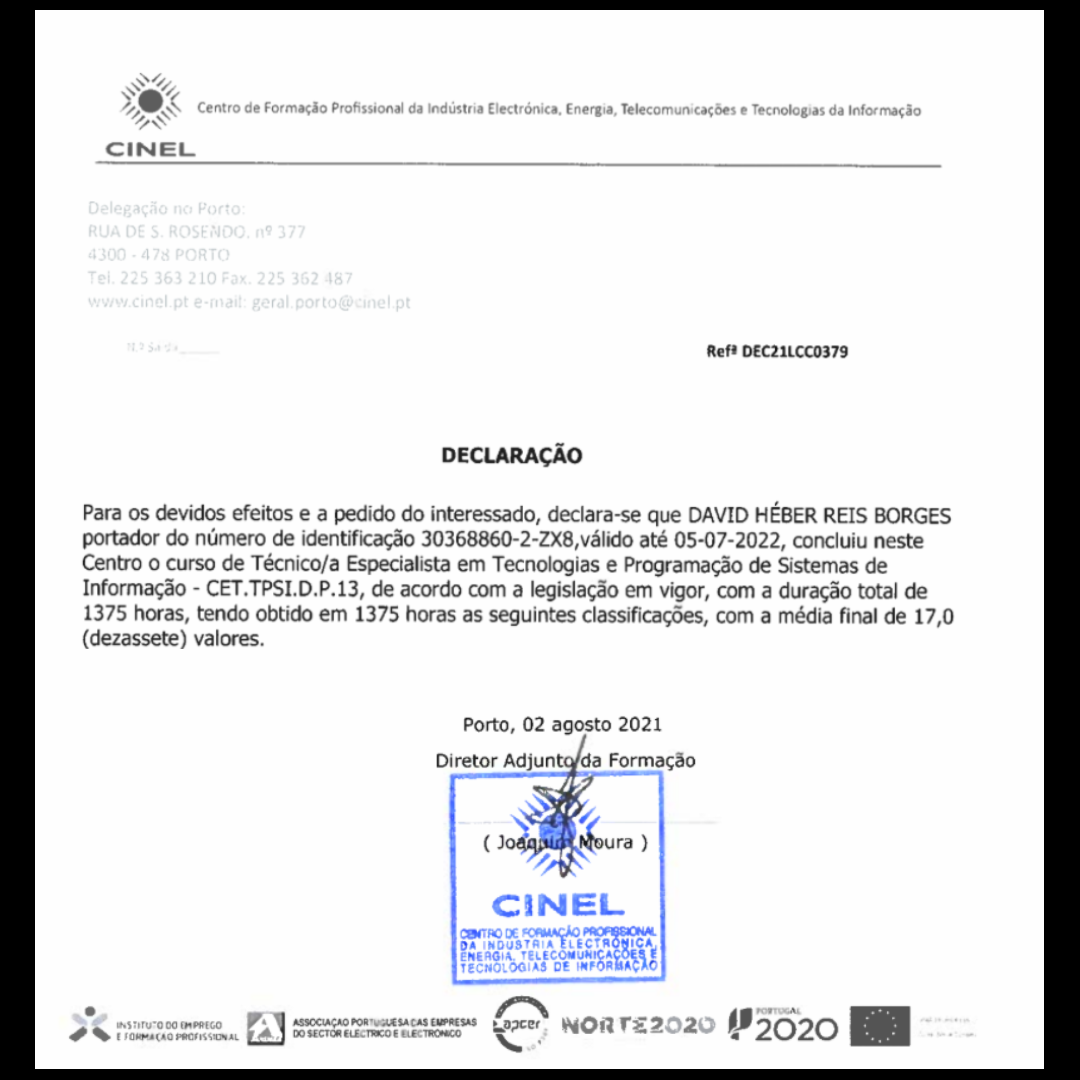 Centro de Formação Profissional da Indústria Electrónica, Energia, Telecomunicações e Tecnologias da Informação
CINEL
Delegação no Porto:
RUA DE S. ROSENDO, nº 377
4300 - 478 PORTO
Tel. 225 363 210 Fax. 225 362 487
www.cinel.pt e-mail: geral.porto@cinel.pt
Refª DEC21LCC0379
DECLARAÇÃO
Para os devidos efeitos e a pedido do interessado, declara-se que DAVID HÉBER REIS BORGES
portador do número de identificação 30368860-2-ZX8,válido até 05-07-2022, concluiu neste
Centro o curso de Técnico/a Especialista em Tecnologias e Programação de Sistemas de
Informação - CET.TPSI.D.P.13, de acordo com a legislação em vigor, com a duração total de
1375 horas, tendo obtido em 1375 horas as seguintes classificações, com a média final de 17,0
(dezassete) valores.
Porto, 02 agosto 2021
Diretor Adjunto da Formação
( Joaquim Moura )
CINEL
CENTRO DE FORMAÇÃO PROFISSIONAL
DA INDÚSTRIA ELECTRÓNICA,
ENERGIA, TELECOMUNICAÇÕES E
TECNOLOGIAS DE INFORMAÇÃO
INSTITUTO DO EMPREGO
E FORMAÇÃO PROFISSIONAL
ASSOCIAÇAO PORTUGUESA DAS EMPRESAS
DO SECTOR ELÉCTRICO E ELECTRÓNICO
apcer
NORTE2020
PORTUGAL
2020